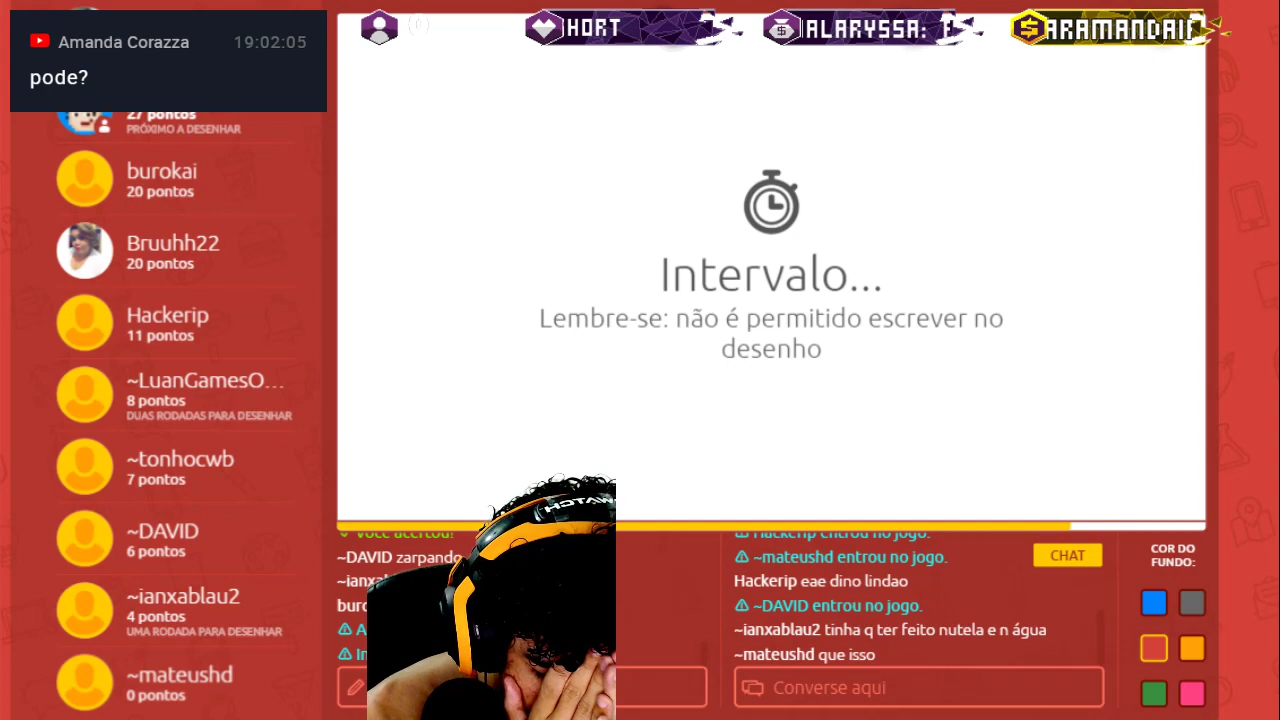 Amanda Corazza 19:02:05
pode?
HORT
ALARYSSA:
27 pontos
PRÓXIMO A DESENHAR
burokai
20 pontos
Bruuhh22
20 pontos
Hackerip
11 pontos
~LuanGamesO...
8 pontos
DUAS RODADAS PARA DESENHAR
~tonhocwb
7 pontos
~DAVID
6 pontos
~ianxablau2
4 pontos
UMA RODADA PARA DESENHAR
~mateushd
0 pontos
Intervalo...
Lembre-se: não é permitido escrever no
desenho
Você acertou!
~DAVID zarpando
Hackerip entrou no jogo.
~mateushd entrou no jogo.
Hackerip eae dino lindao
~DAVID entrou no jogo.
~ianxablau2 tinha q ter feito nutela e n água
~mateushd que isso
Converse aqui
CHAT
COR DO
FUNDO: